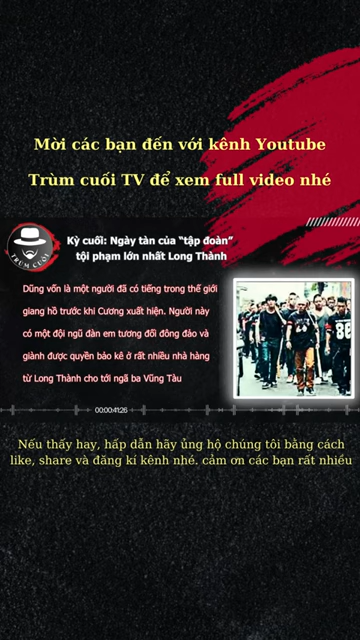 Mời các bạn đến với kênh Youtube
Trùm cuối TV để xem full video nhé
Kỳ cuối: Ngày tàn của “tập đoàn”
tội phạm lớn nhất Long Thành
TRÙM CUỐI
Dũng vốn là một người đã có tiếng trong thế giới
giang hồ trước khi Cương xuất hiện. Người này
có một đội ngũ đàn em tương đối đông đảo và
giành được quyền bảo kê ở rất nhiều nhà hàng
từ Long Thành cho tới ngã ba Vũng Tàu
88
00:00:41:26
Nếu thấy hay, hấp dẫn hãy ủng hộ chúng tôi bằng cách
like, share và đăng kí kênh nhé. cảm ơn các bạn rất nhiều